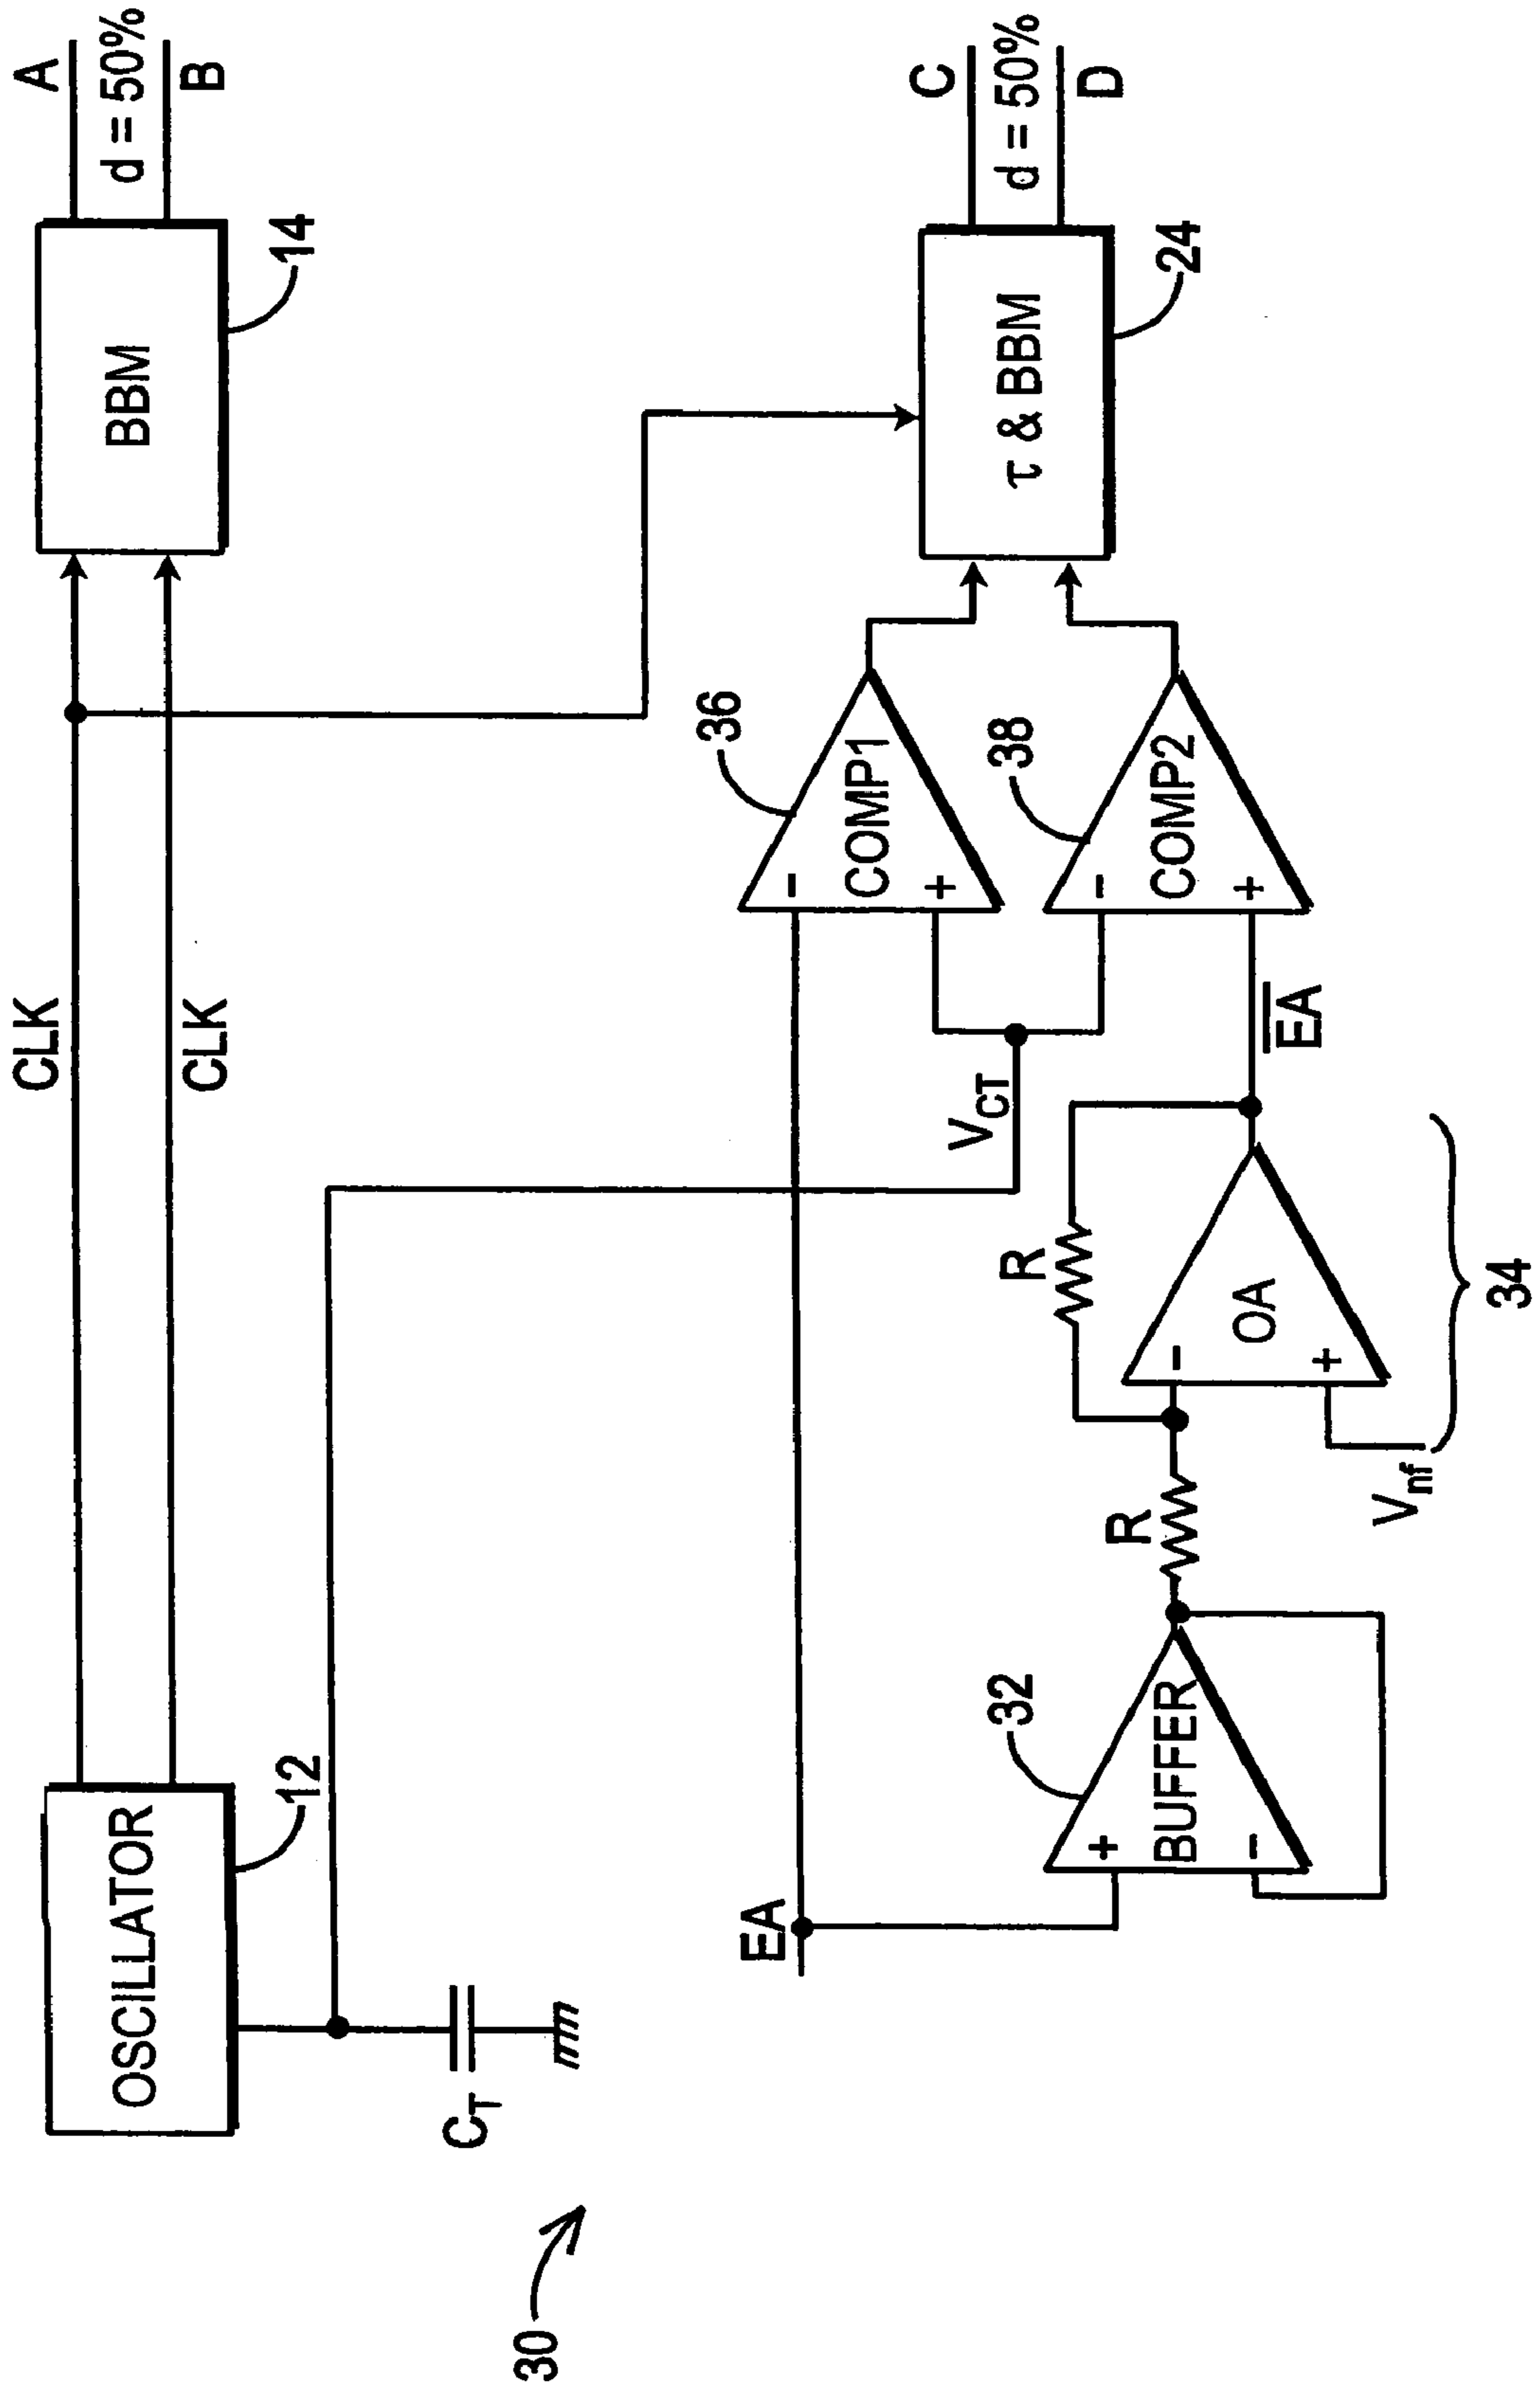 OSCILLATOR
12
CLK
CLK
BBM
14
A
d = 50%
B
C_T
EA
36
- COMP1 +
V_CT
38
- COMP2 +
τ & BBM
24
C
d = 50%
D
32
+ BUFFER -
R
R
- OA +
V_nf
E̅A̅
34
30